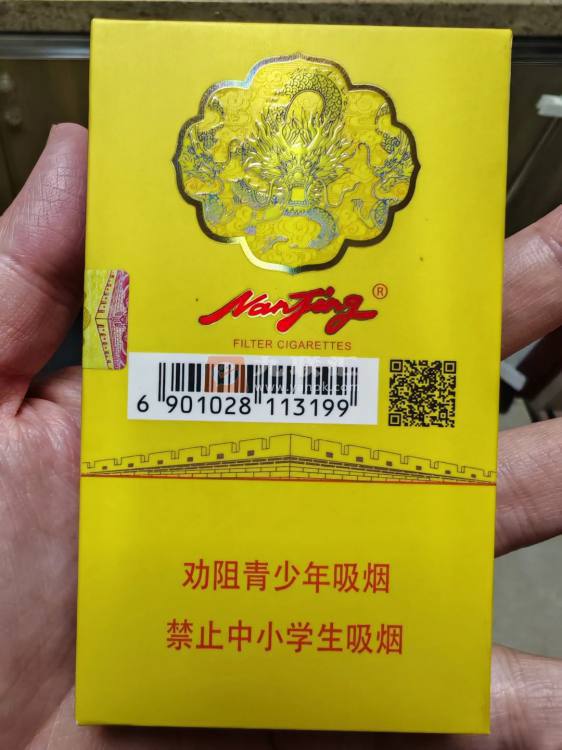 NanJing®
FILTER CIGARETTES
6 901028 113199
劝阻青少年吸烟
禁止中小学生吸烟